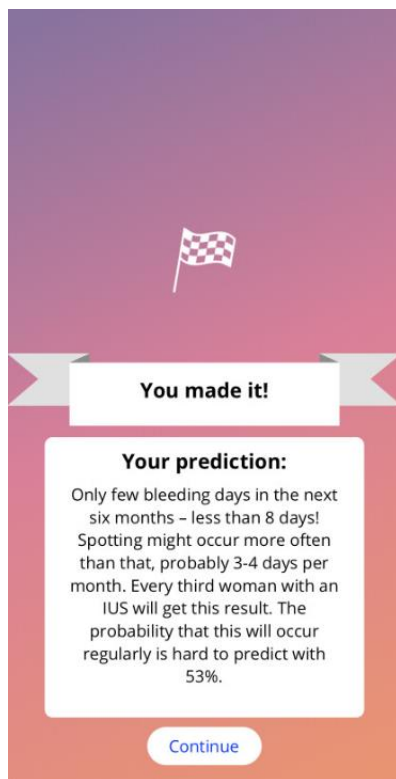 You made it!
Your prediction:
Only few bleeding days in the next
six months – less than 8 days!
Spotting might occur more often
than that, probably 3-4 days per
month. Every third woman with an
IUS will get this result. The
probability that this will occur
regularly is hard to predict with
53%.
Continue